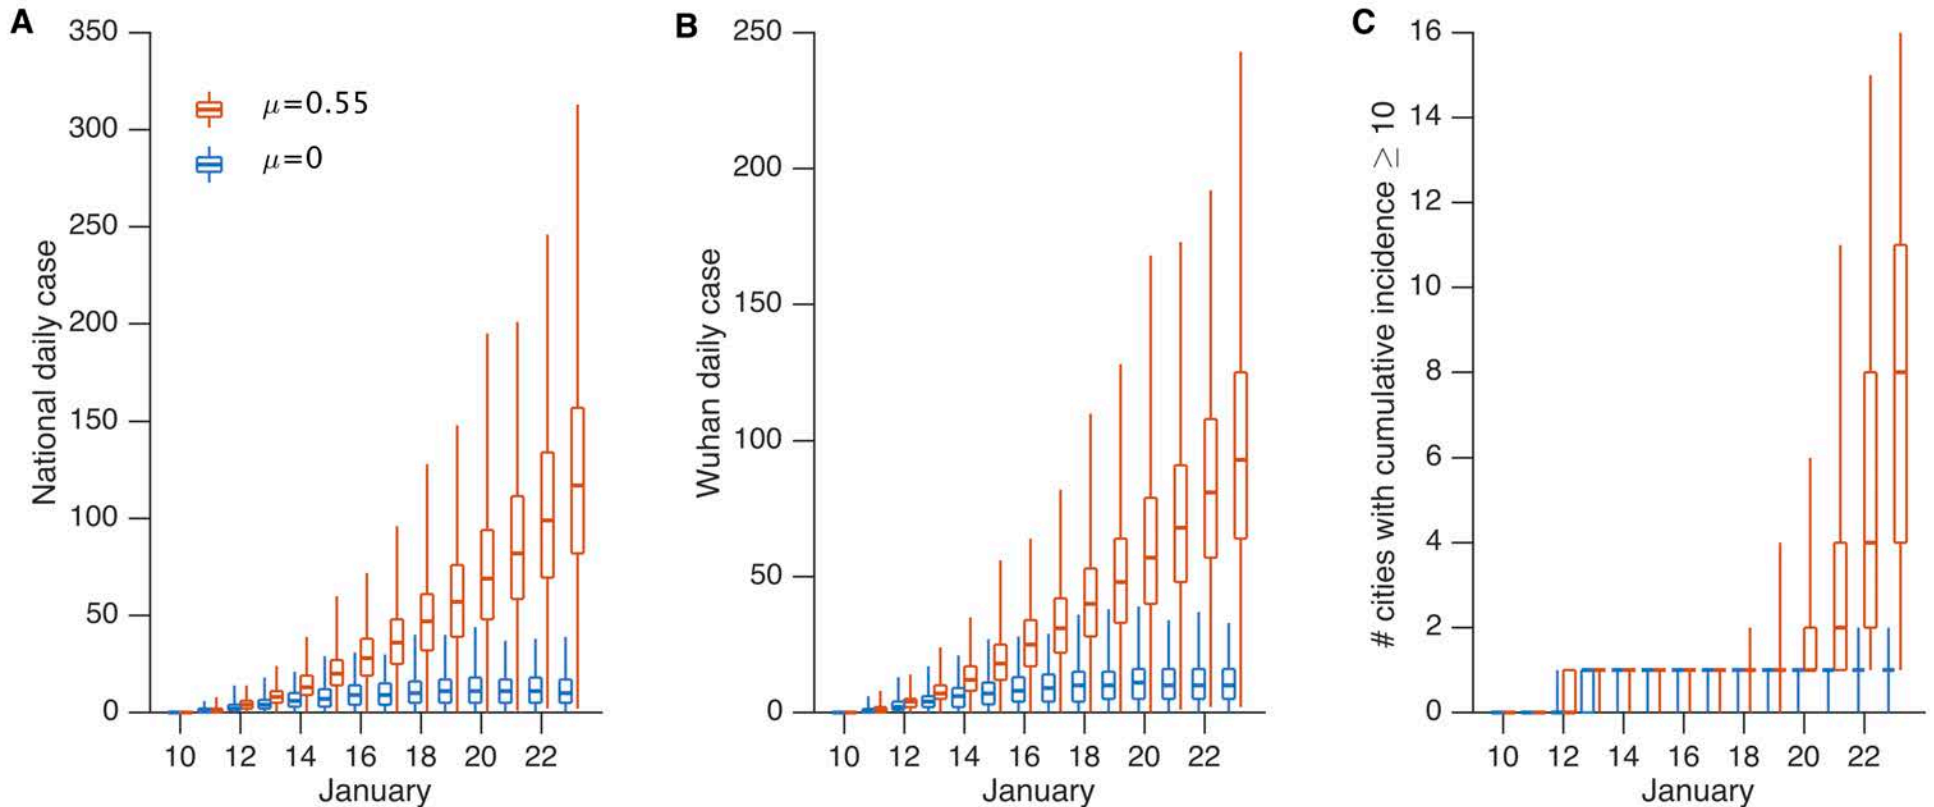 A
National daily case
350
300
250
200
150
100
50
0
μ=0.55
μ=0
10 12 14 16 18 20 22
January
B
Wuhan daily case
250
200
150
100
50
0
10 12 14 16 18 20 22
January
C
# cities with cumulative incidence ≥ 10
16
14
12
10
8
6
4
2
0
10 12 14 16 18 20 22
January